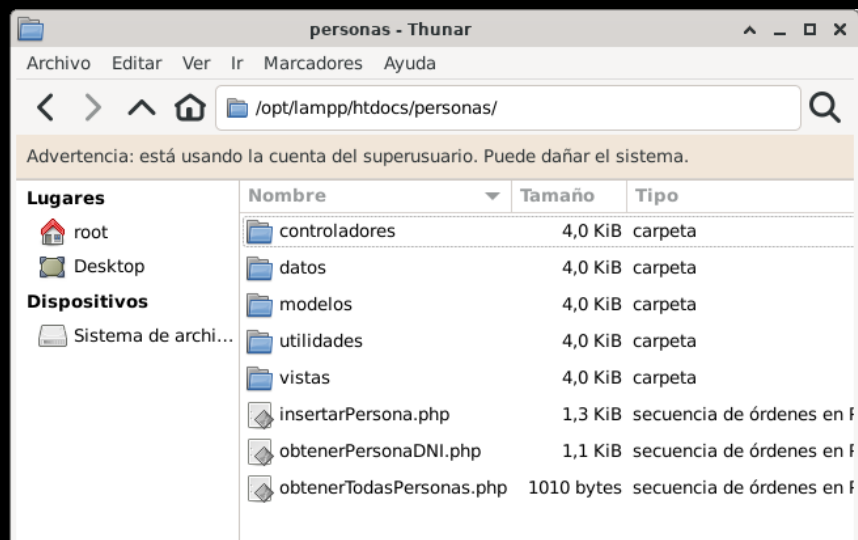 personas - Thunar
Archivo Editar Ver Ir Marcadores Ayuda
/opt/lampp/htdocs/personas/
Advertencia: está usando la cuenta del superusuario. Puede dañar el sistema.
Lugares
root
Desktop
Dispositivos
Sistema de archi...
Nombre Tamaño Tipo
controladores 4,0 KiB carpeta
datos 4,0 KiB carpeta
modelos 4,0 KiB carpeta
utilidades 4,0 KiB carpeta
vistas 4,0 KiB carpeta
insertarPersona.php 1,3 KiB secuencia de órdenes en
obtenerPersonaDNI.php 1,1 KiB secuencia de órdenes en
obtenerTodasPersonas.php 1010 bytes secuencia de órdenes en